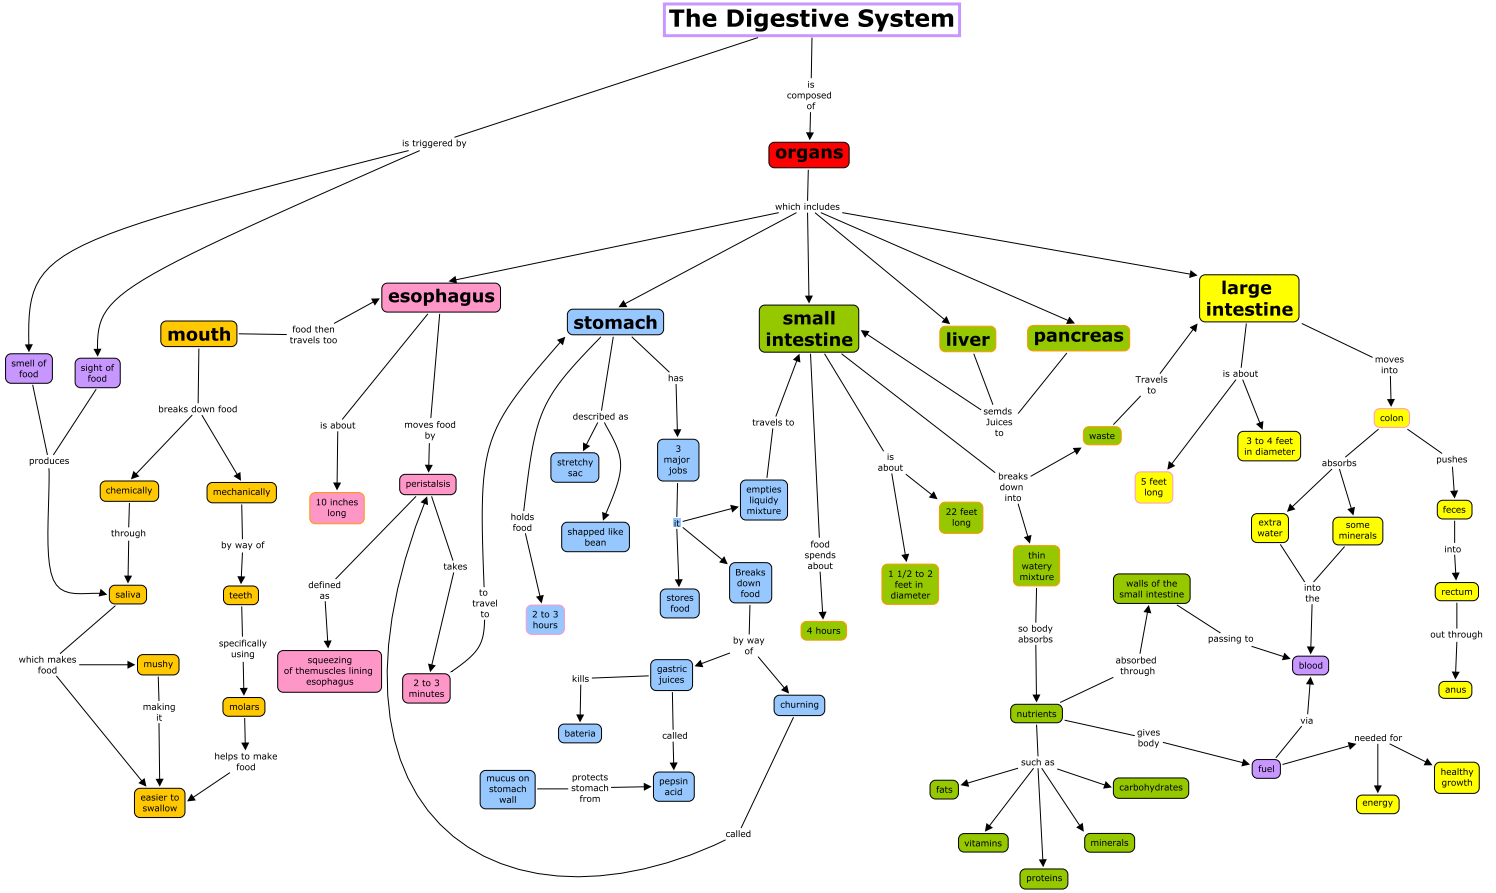 The Digestive System
is
composed
of
is triggered by
organs
which includes
esophagus
large
intestine
mouth
food then
travels too
stomach
small
intestine
liver
pancreas
smell of
food
sight of
food
has
Travels
to
is about
moves
into
breaks down food
is about
moves food
by
described as
travels to
semds
Juices
to
waste
colon
produces
3
major
jobs
3 to 4 feet
in diameter
absorbs
pushes
chemically
mechanically
peristalsis
stretchy
sac
is
about
breaks
down
into
5 feet
long
10 inches
long
empties
liquidy
mixture
22 feet
long
feces
holds
food
it
shapped like
bean
extra
water
some
minerals
through
by way of
into
takes
food
spends
about
thin
watery
mixture
defined
as
Breaks
down
food
1 1/2 to 2
feet in
diameter
walls of the
small intestine
into
the
rectum
saliva
teeth
to
travel
to
stores
food
2 to 3
hours
4 hours
so body
absorbs
passing to
out through
specifically
using
by way
of
which makes
food
mushy
squeezing
of themuscles lining
esophagus
absorbed
through
blood
2 to 3
minutes
kills
gastric
juices
anus
molars
churning
nutrients
making
it
bateria
called
gives
body
via
needed for
helps to make
food
such as
fuel
mucus on
stomach
wall
protects
stomach
from
pepsin
acid
fats
carbohydrates
healthy
growth
easier to
swallow
energy
called
vitamins
minerals
proteins